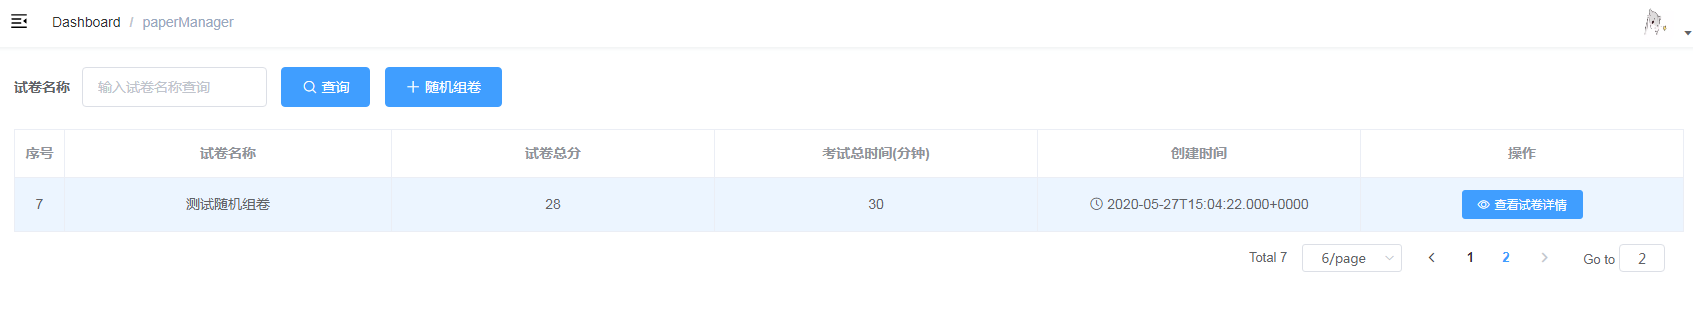 Dashboard / paperManager
试卷名称 输入试卷名称查询 查询 随机组卷
序号 试卷名称 试卷总分 考试总时间(分钟) 创建时间 操作
7 测试随机组卷 28 30 2020-05-27T15:04:22.000+0000 查看试卷详情
Total 7 6/page 1 2 Go to 2